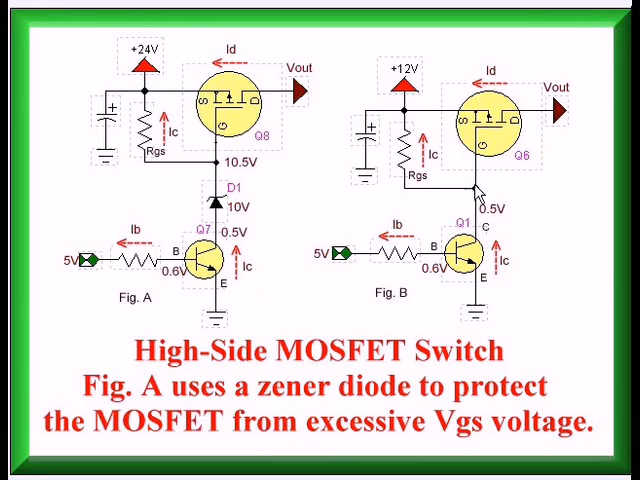 +24V
Id
Vout
S
D
G
Q8
+
Ic
Rgs
10.5V
D1
10V
Q7
0.5V
Ib
5V
B
0.6V
Ic
E
Fig. A
+12V
Id
Vout
S
D
G
Q6
+
Ic
Rgs
0.5V
Q1
C
Ib
5V
B
0.6V
Ic
E
Fig. B
High-Side MOSFET Switch
Fig. A uses a zener diode to protect
the MOSFET from excessive Vgs voltage.